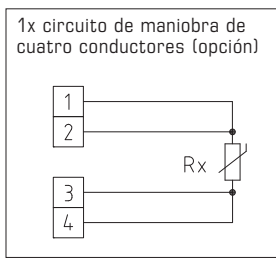 1x circuito de maniobra de
cuatro conductores (opción)
1
2
Rx
3
4